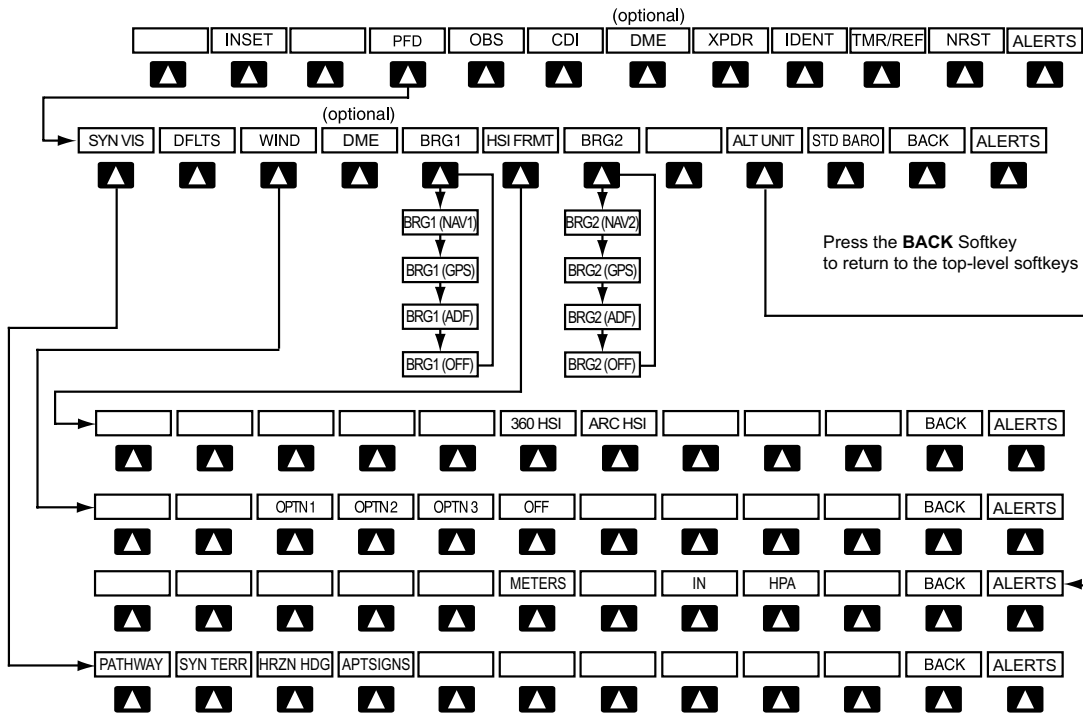 (optional)
INSET PFD OBS CDI DME XPDR IDENT TMR/REF NRST ALERTS
(optional)
SYN VIS DFLTS WIND DME BRG1 HSI FRMT BRG2 ALT UNIT STD BARO BACK ALERTS
BRG1 (NAV1) BRG2 (NAV2)
Press the BACK Softkey
to return to the top-level softkeys
BRG1 (GPS) BRG2 (GPS)
BRG1 (ADF) BRG2 (ADF)
BRG1 (OFF) BRG2 (OFF)
360 HSI ARC HSI BACK ALERTS
OPTN 1 OPTN 2 OPTN 3 OFF BACK ALERTS
METERS IN HPA BACK ALERTS
PATHWAY SYN TERR HRZN HDG APTSIGNS BACK ALERTS